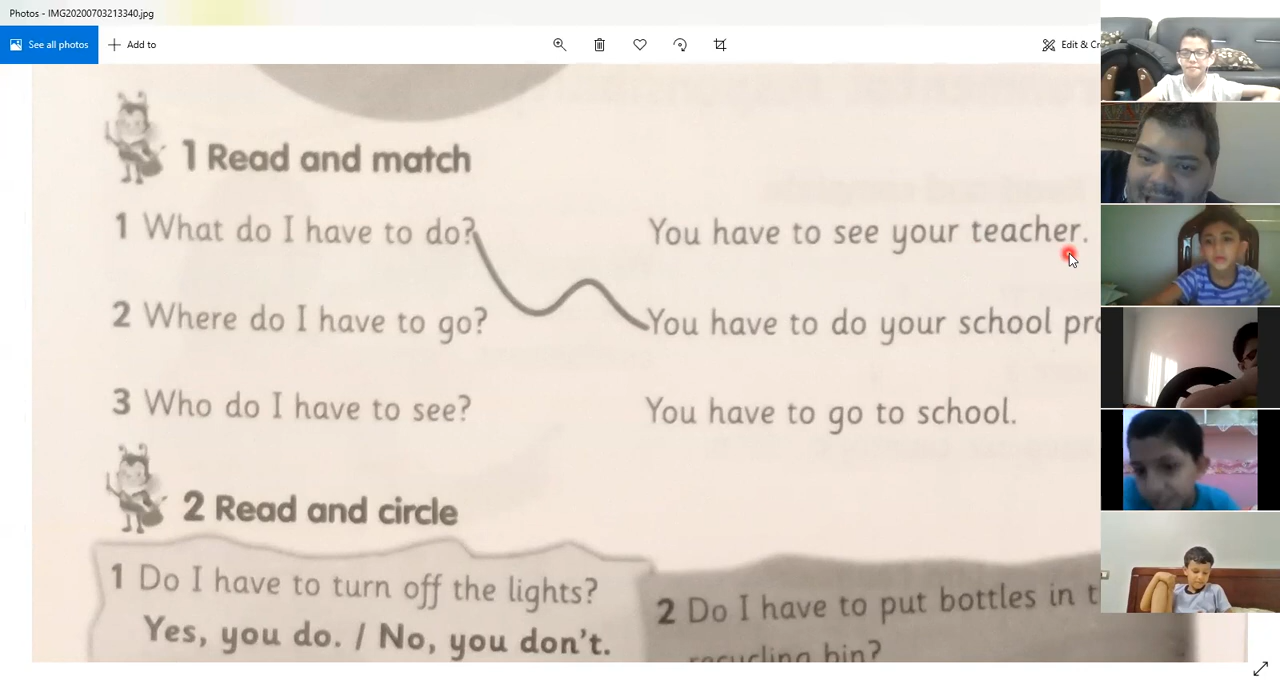 Photos - IMG20200703213340.jpg
See all photos
Add to
Edit &
1 Read and match
1 What do I have to do?
You have to see your teacher.
2 Where do I have to go?
You have to do your school
3 Who do I have to see?
You have to go to school.
2 Read and circle
1 Do I have to turn off the lights?
Yes, you do. / No, you don't.
2 Do I have to put bottles in
recycling bin?